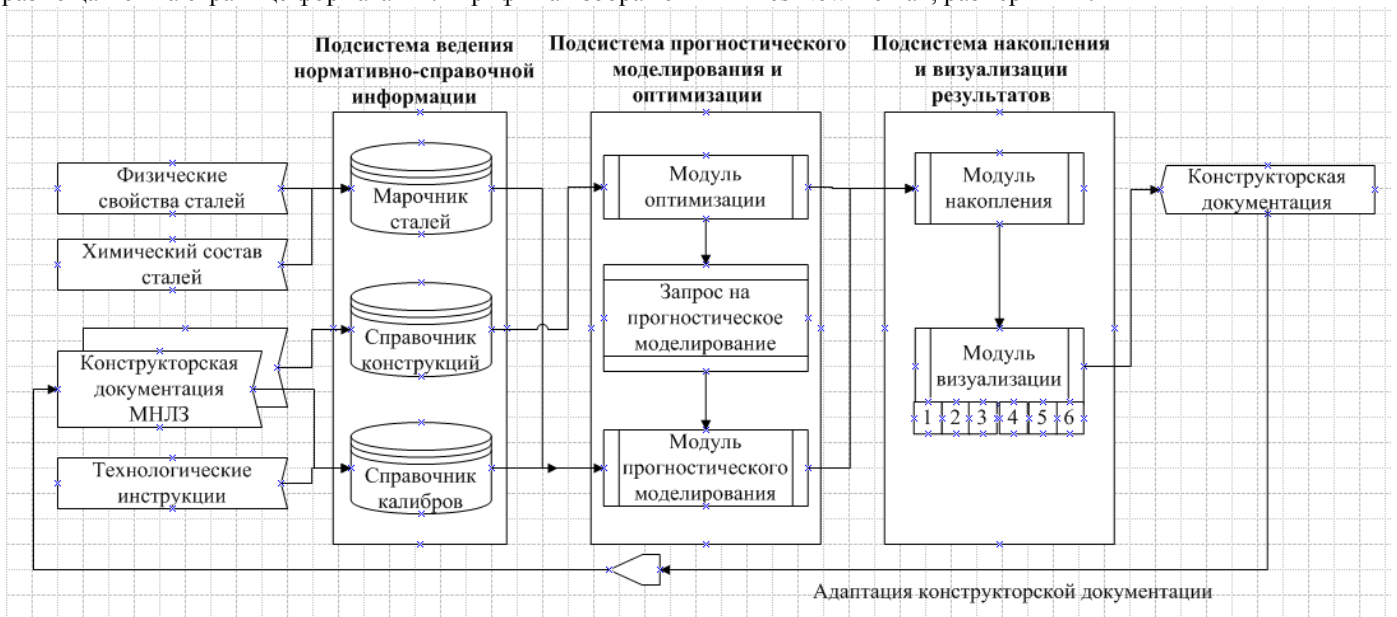 Подсистема ведения
нормативно-справочной
информации
Подсистема прогностического
моделирования и
оптимизации
Подсистема накопления
и визуализации
результатов
Физические
свойства сталей
Химический состав
сталей
Конструкторская
документация
МНЛЗ
Технологические
инструкции
Марочник
сталей
Справочник
конструкций
Справочник
калибров
Модуль
оптимизации
Запрос на
прогностическое
моделирование
Модуль
прогностического
моделирования
Модуль
накопления
Модуль
визуализации
1 2 3 4 5 6
Конструкторская
документация
Адаптация конструкторской документации